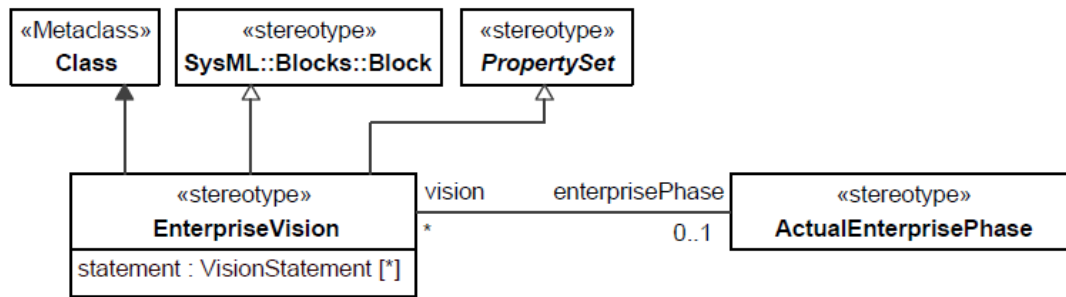 «Metaclass»
Class
«stereotype»
SysML::Blocks::Block
«stereotype»
PropertySet
«stereotype»
EnterpriseVision
statement : VisionStatement [*]
vision
*
enterprisePhase
0..1
«stereotype»
ActualEnterprisePhase